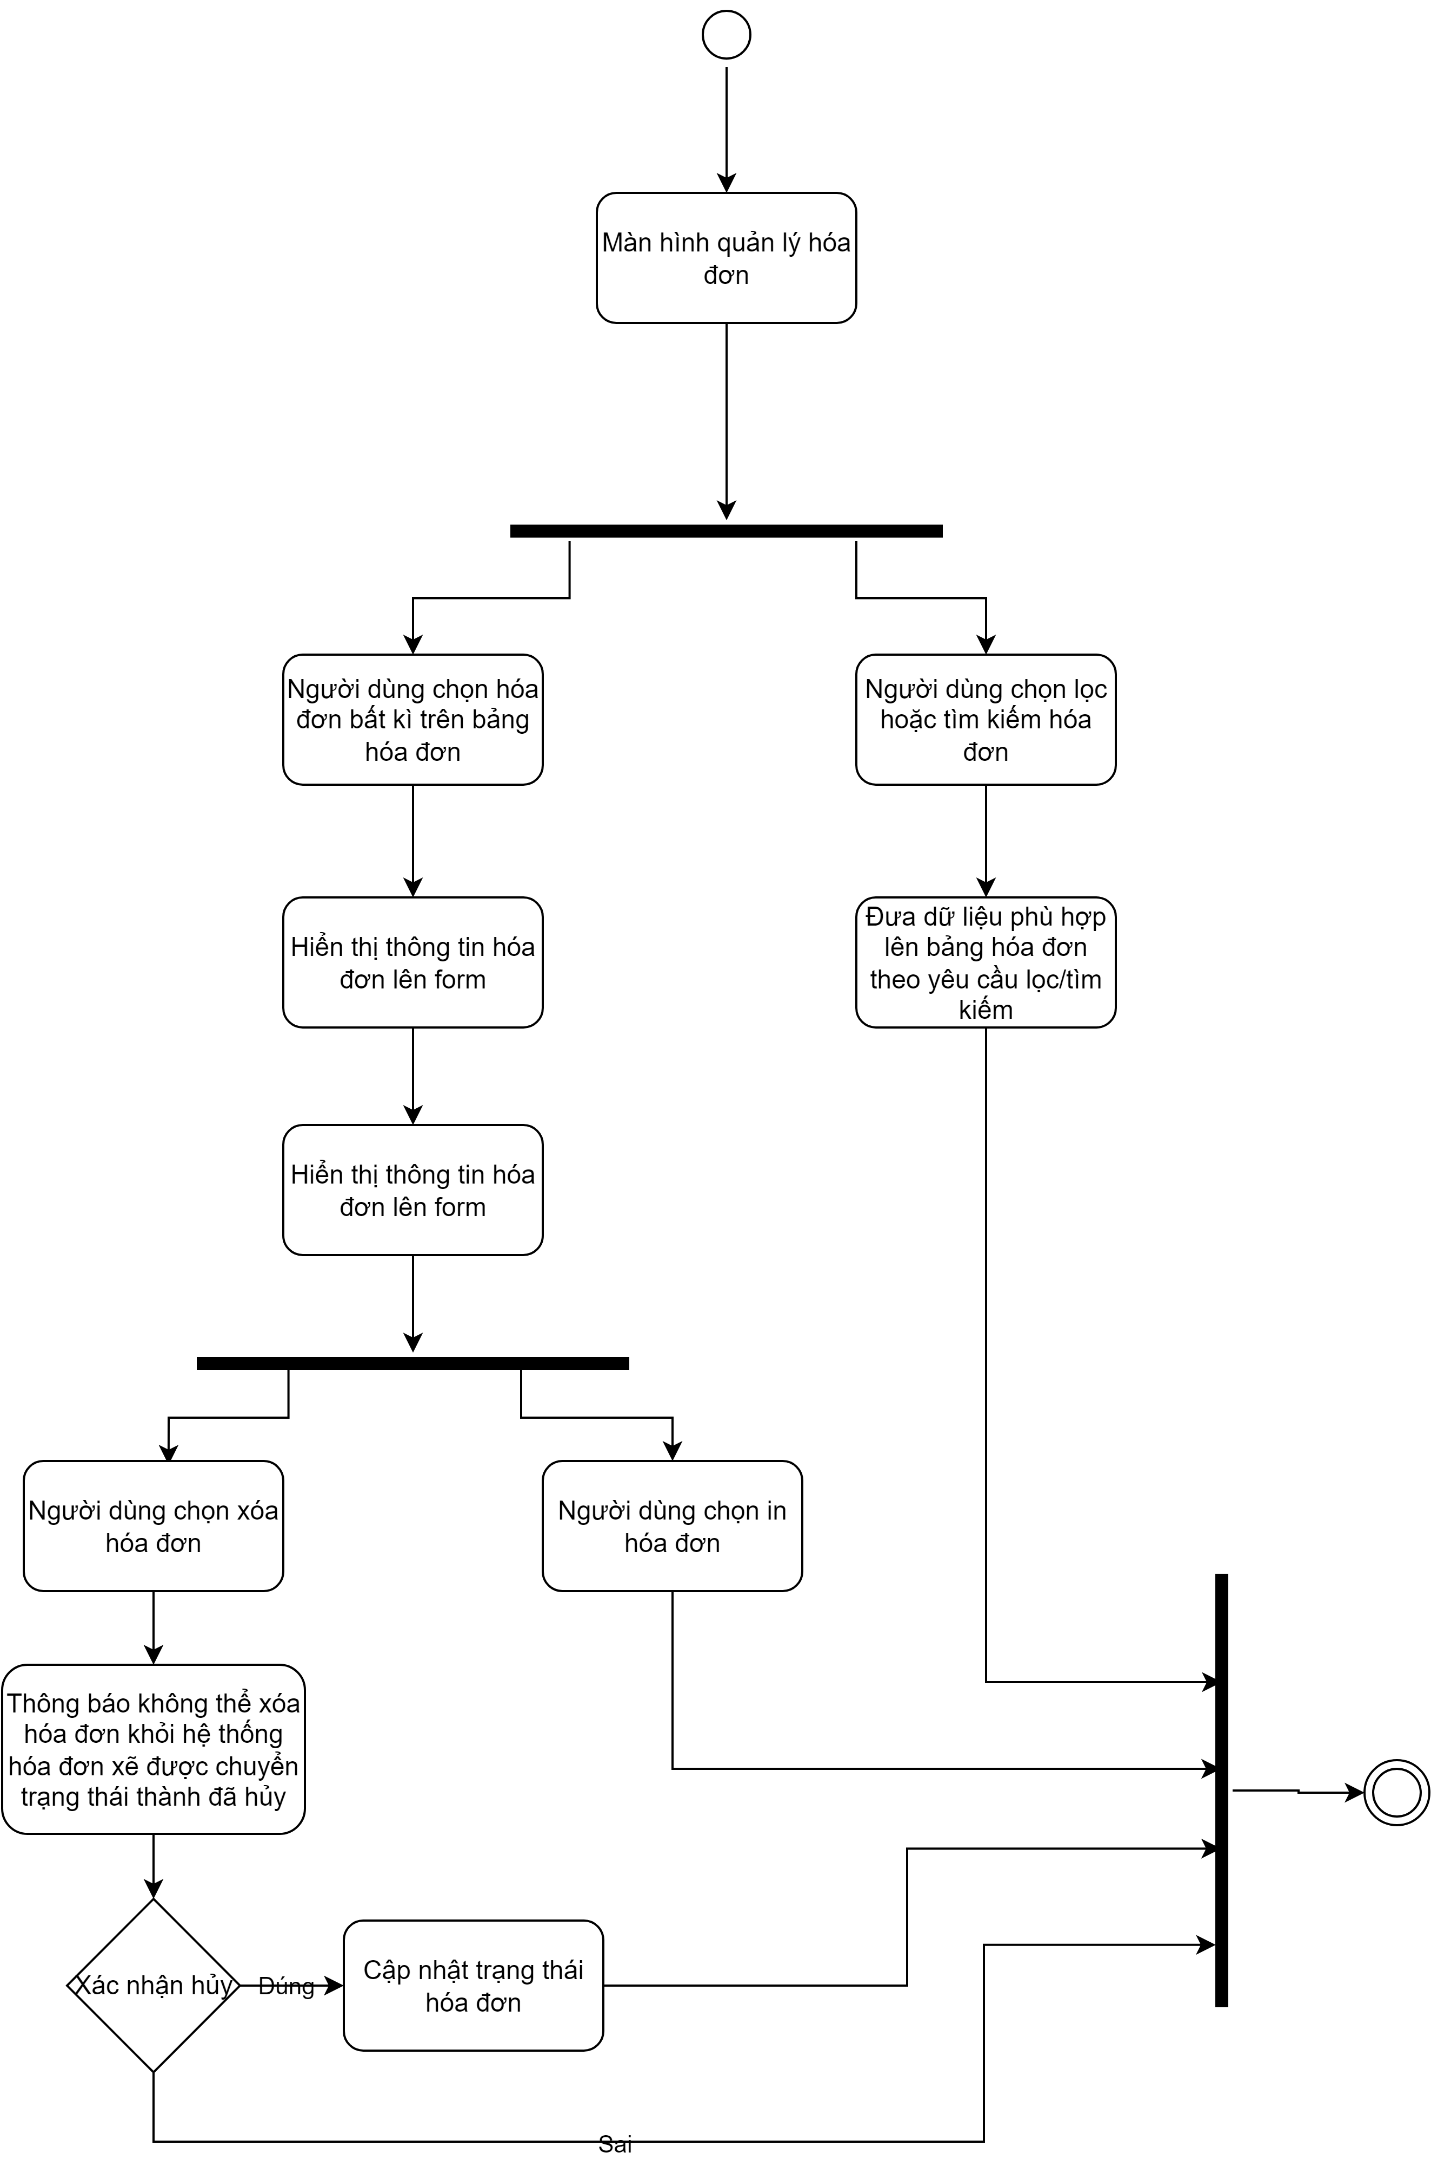 Màn hình quản lý hóa
đơn
Người dùng chọn hóa
đơn bất kì trên bảng
hóa đơn
Người dùng chọn lọc
hoặc tìm kiếm hóa
đơn
Hiển thị thông tin hóa
đơn lên form
Đưa dữ liệu phù hợp
lên bảng hóa đơn
theo yêu cầu lọc/tìm
kiếm
Hiển thị thông tin hóa
đơn lên form
Người dùng chọn xóa
hóa đơn
Người dùng chọn in
hóa đơn
Thông báo không thể xóa
hóa đơn khỏi hệ thống
hóa đơn xẽ được chuyển
trạng thái thành đã hủy
Xác nhận hủy
Dúng
Cập nhật trạng thái
hóa đơn
Sai